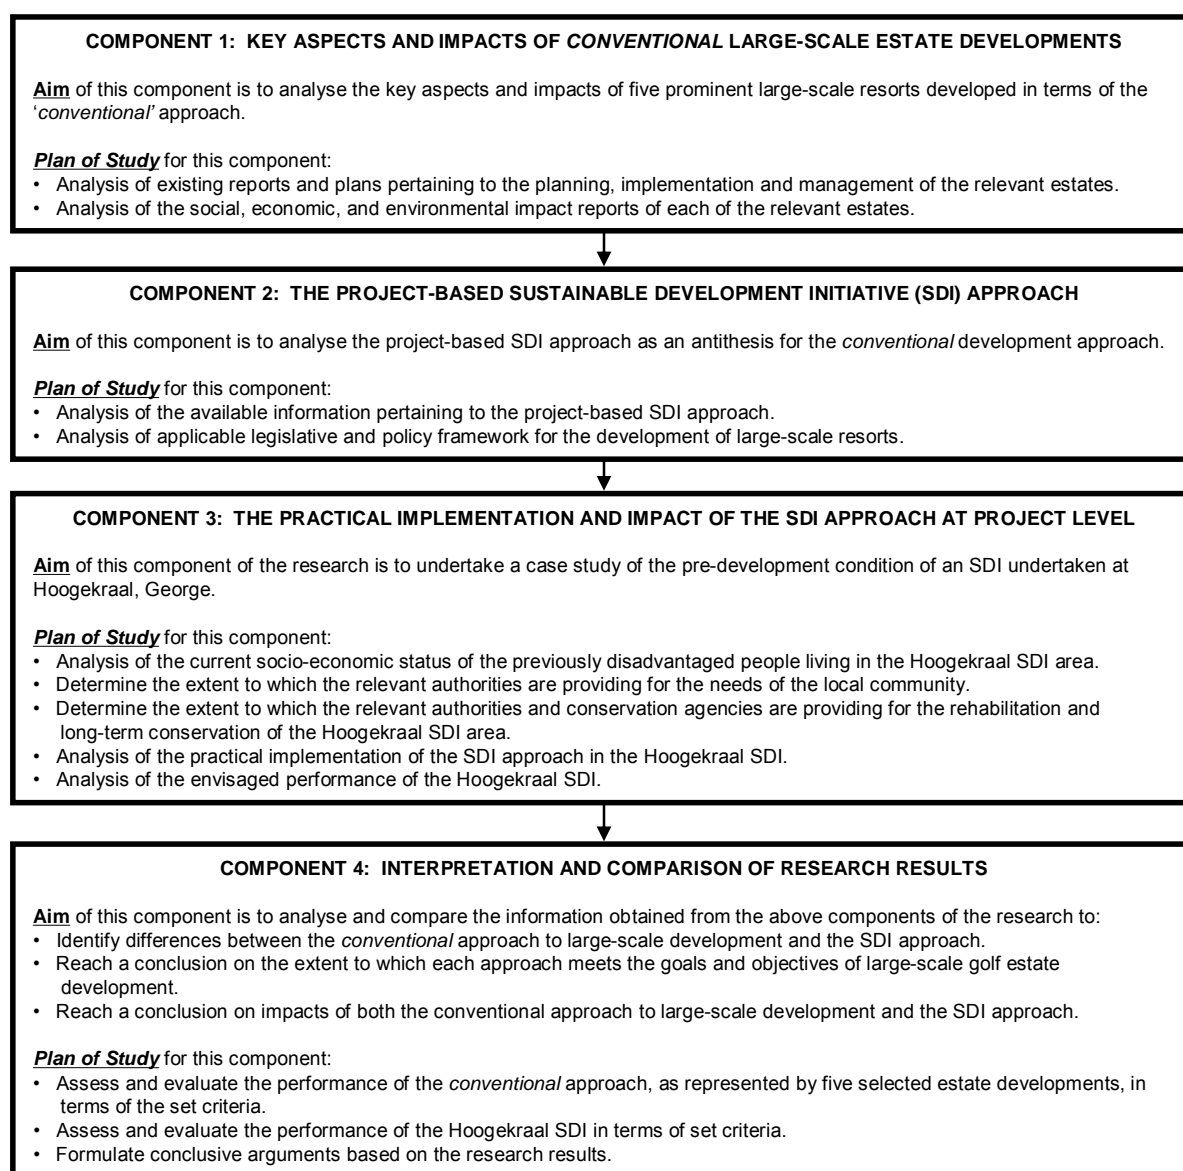 COMPONENT 1: KEY ASPECTS AND IMPACTS OF CONVENTIONAL LARGE-SCALE ESTATE DEVELOPMENTS
Aim of this component is to analyse the key aspects and impacts of five prominent large-scale resorts developed in terms of the
‘conventional’ approach.
Plan of Study for this component:
• Analysis of existing reports and plans pertaining to the planning, implementation and management of the relevant estates.
• Analysis of the social, economic, and environmental impact reports of each of the relevant estates.
COMPONENT 2: THE PROJECT-BASED SUSTAINABLE DEVELOPMENT INITIATIVE (SDI) APPROACH
Aim of this component is to analyse the project-based SDI approach as an antithesis for the conventional development approach.
Plan of Study for this component:
• Analysis of the available information pertaining to the project-based SDI approach.
• Analysis of applicable legislative and policy framework for the development of large-scale resorts.
COMPONENT 3: THE PRACTICAL IMPLEMENTATION AND IMPACT OF THE SDI APPROACH AT PROJECT LEVEL
Aim of this component of the research is to undertake a case study of the pre-development condition of an SDI undertaken at
Hoogekraal, George.
Plan of Study for this component:
• Analysis of the current socio-economic status of the previously disadvantaged people living in the Hoogekraal SDI area.
• Determine the extent to which the relevant authorities are providing for the needs of the local community.
• Determine the extent to which the relevant authorities and conservation agencies are providing for the rehabilitation and
long-term conservation of the Hoogekraal SDI area.
• Analysis of the practical implementation of the SDI approach in the Hoogekraal SDI.
• Analysis of the envisaged performance of the Hoogekraal SDI.
COMPONENT 4: INTERPRETATION AND COMPARISON OF RESEARCH RESULTS
Aim of this component is to analyse and compare the information obtained from the above components of the research to:
• Identify differences between the conventional approach to large-scale development and the SDI approach.
• Reach a conclusion on the extent to which each approach meets the goals and objectives of large-scale golf estate
development.
• Reach a conclusion on impacts of both the conventional approach to large-scale development and the SDI approach.
Plan of Study for this component:
• Assess and evaluate the performance of the conventional approach, as represented by five selected estate developments, in
terms of the set criteria.
• Assess and evaluate the performance of the Hoogekraal SDI in terms of set criteria.
• Formulate conclusive arguments based on the research results.